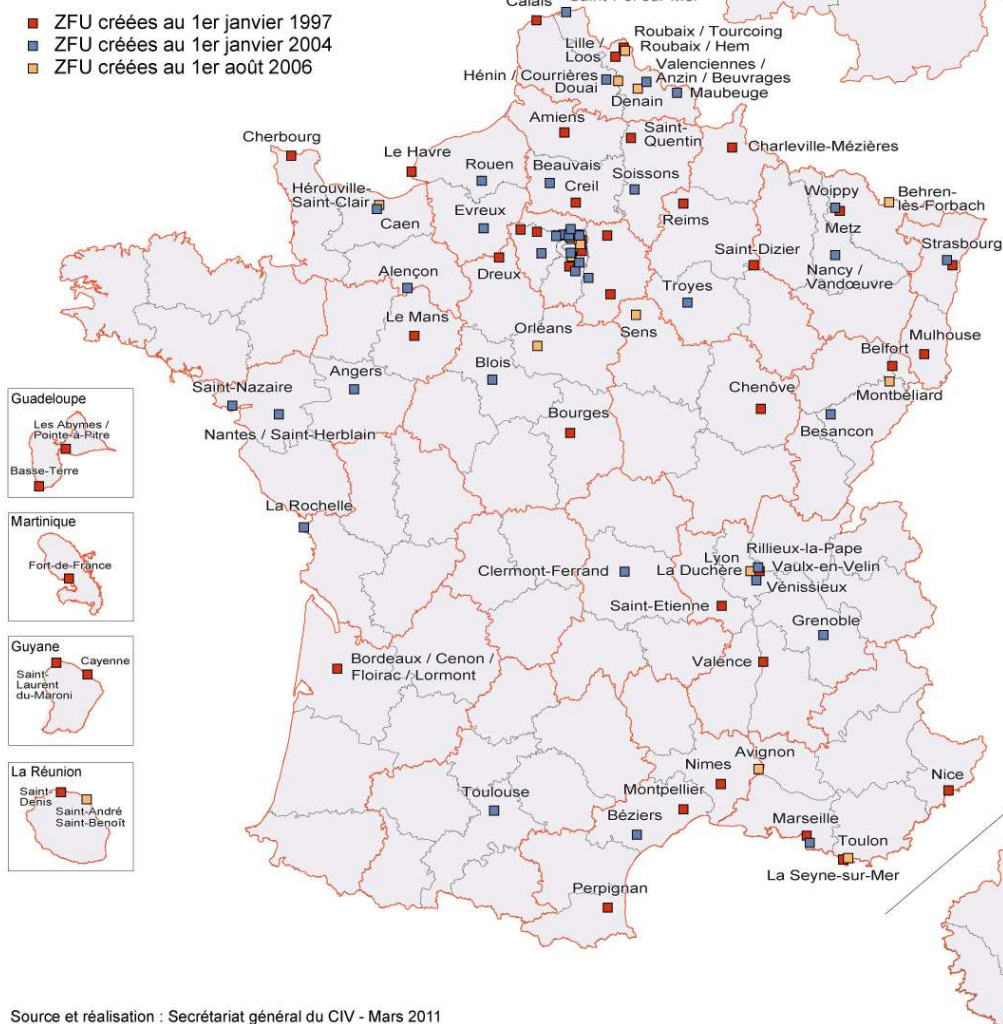 ZFU créées au 1er janvier 1997
ZFU créées au 1er janvier 2004
ZFU créées au 1er août 2006
Calais
Roubaix / Tourcoing
Lille /
Loos
Roubaix / Hem
Valenciennes /
Anzin / Beuvrages
Hénin / Courrières
Douai
Maubeuge
Denain
Amiens
Saint-
Quentin
Charleville-Mézières
Cherbourg
Le Havre
Rouen
Beauvais
Creil
Soissons
Reims
Woippy
Metz
Behren-
lès-Forbach
Hérouville-
Saint-Clair
Caen
Evreux
Saint-Dizier
Strasbourg
Nancy /
Vandœuvre
Dreux
Alençon
Troyes
Sens
Le Mans
Orléans
Mulhouse
Belfort
Montbéliard
Blois
Angers
Chenôve
Saint-Nazaire
Nantes / Saint-Herblain
Bourges
Besancon
Guadeloupe
Les Abymes /
Pointe-à-Pitre
Basse-Terre
La Rochelle
Martinique
Fort-de-France
Clermont-Ferrand
Lyon
La Duchère
Rillieux-la-Pape
Vaulx-en-Velin
Vénissieux
Saint-Etienne
Grenoble
Guyane
Saint-
Laurent
du-Maroni
Cayenne
Bordeaux / Cenon /
Floirac / Lormont
Valence
La Réunion
Saint-
Denis
Saint-André
Saint-Benoît
Avignon
Nimes
Nice
Toulouse
Montpellier
Béziers
Marseille
Toulon
La Seyne-sur-Mer
Perpignan
Source et réalisation : Secrétariat général du CIV - Mars 2011